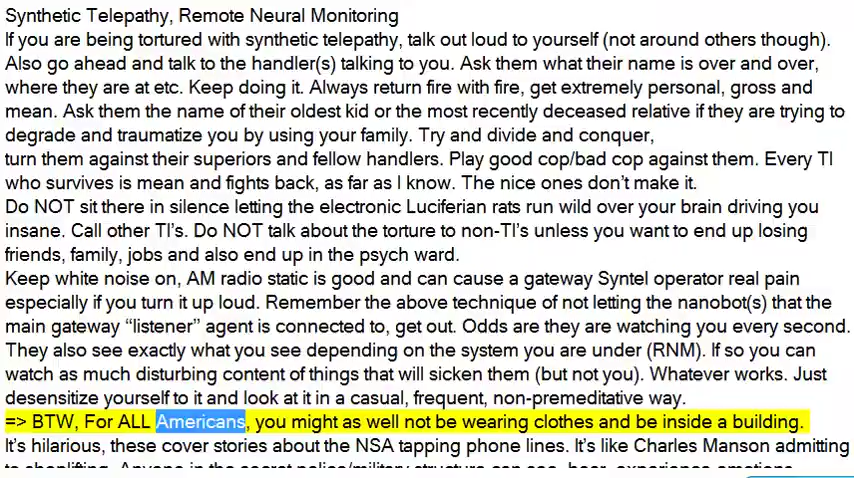 Synthetic Telepathy, Remote Neural Monitoring
If you are being tortured with synthetic telepathy, talk out loud to yourself (not around others though).
Also go ahead and talk to the handler(s) talking to you. Ask them what their name is over and over,
where they are at etc. Keep doing it. Always return fire with fire, get extremely personal, gross and
mean. Ask them the name of their oldest kid or the most recently deceased relative if they are trying to
degrade and traumatize you by using your family. Try and divide and conquer,
turn them against their superiors and fellow handlers. Play good cop/bad cop against them. Every TI
who survives is mean and fights back, as far as I know. The nice ones don’t make it.
Do NOT sit there in silence letting the electronic Luciferian rats run wild over your brain driving you
insane. Call other TI’s. Do NOT talk about the torture to non-TI’s unless you want to end up losing
friends, family, jobs and also end up in the psych ward.
Keep white noise on, AM radio static is good and can cause a gateway Syntel operator real pain
especially if you turn it up loud. Remember the above technique of not letting the nanobot(s) that the
main gateway “listener” agent is connected to, get out. Odds are they are watching you every second.
They also see exactly what you see depending on the system you are under (RNM). If so you can
watch as much disturbing content of things that will sicken them (but not you). Whatever works. Just
desensitize yourself to it and look at it in a casual, frequent, non-premeditative way.
=> BTW, For ALL Americans, you might as well not be wearing clothes and be inside a building.
It’s hilarious, these cover stories about the NSA tapping phone lines. It’s like Charles Manson admitting
to shoplifting. Anyone in the secret police/military structure can see, hear, experience emotions